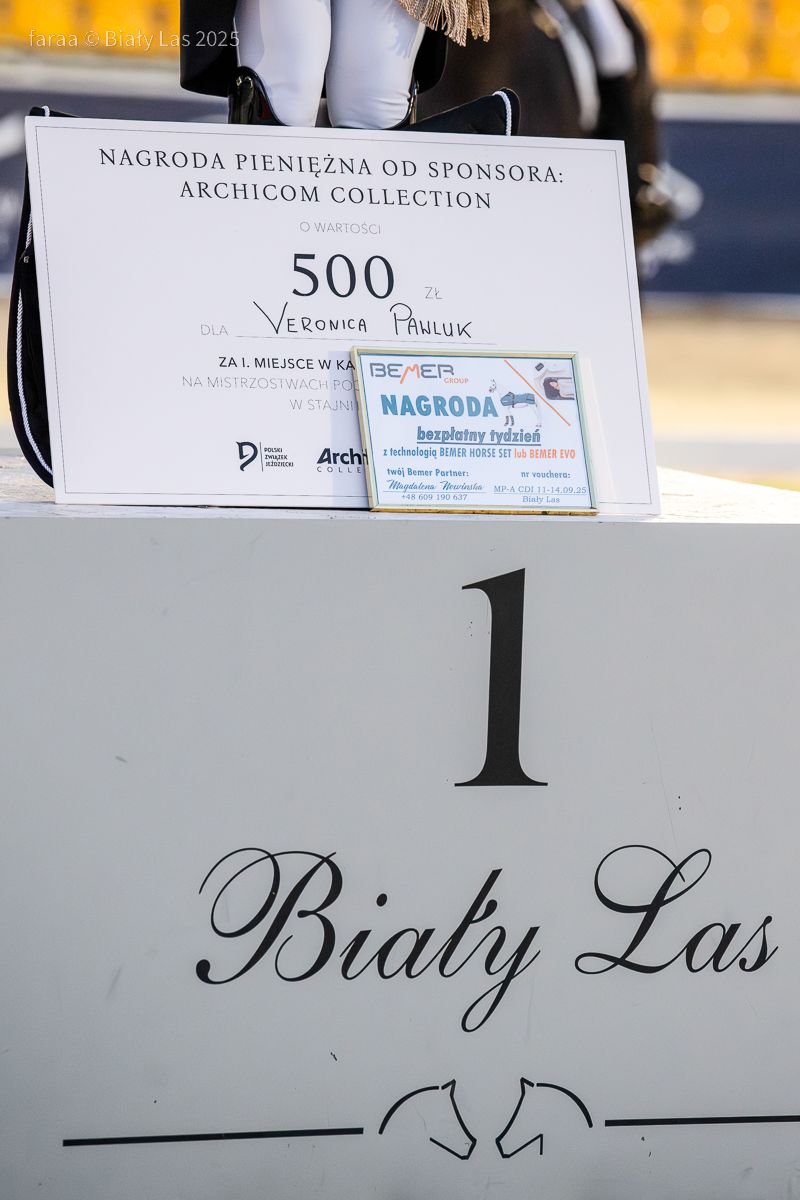 faraa © Biały Las 2025
NAGRODA PIENIĘŻNA OD SPONSORA:
ARCHICOM COLLECTION
O WARTOŚCI
500 ZŁ
DLA VERONICA PAWLUK
ZA I. MIEJSCE W
NA MISTRZOSTWACH
W STAJNI
POLSKI
ZWIĄZEK
JEŹDZIECKI
BEMER
GROUP
NAGRODA
bezpłatny tydzień
z technologią BEMER HORSE SET lub BEMER EVO
twój Bemer Partner: nr vouchera:
Magdalena Nowińska MP-A CDI 11-14.09.25
+48 609 190 637 Biały Las
1
Biały Las